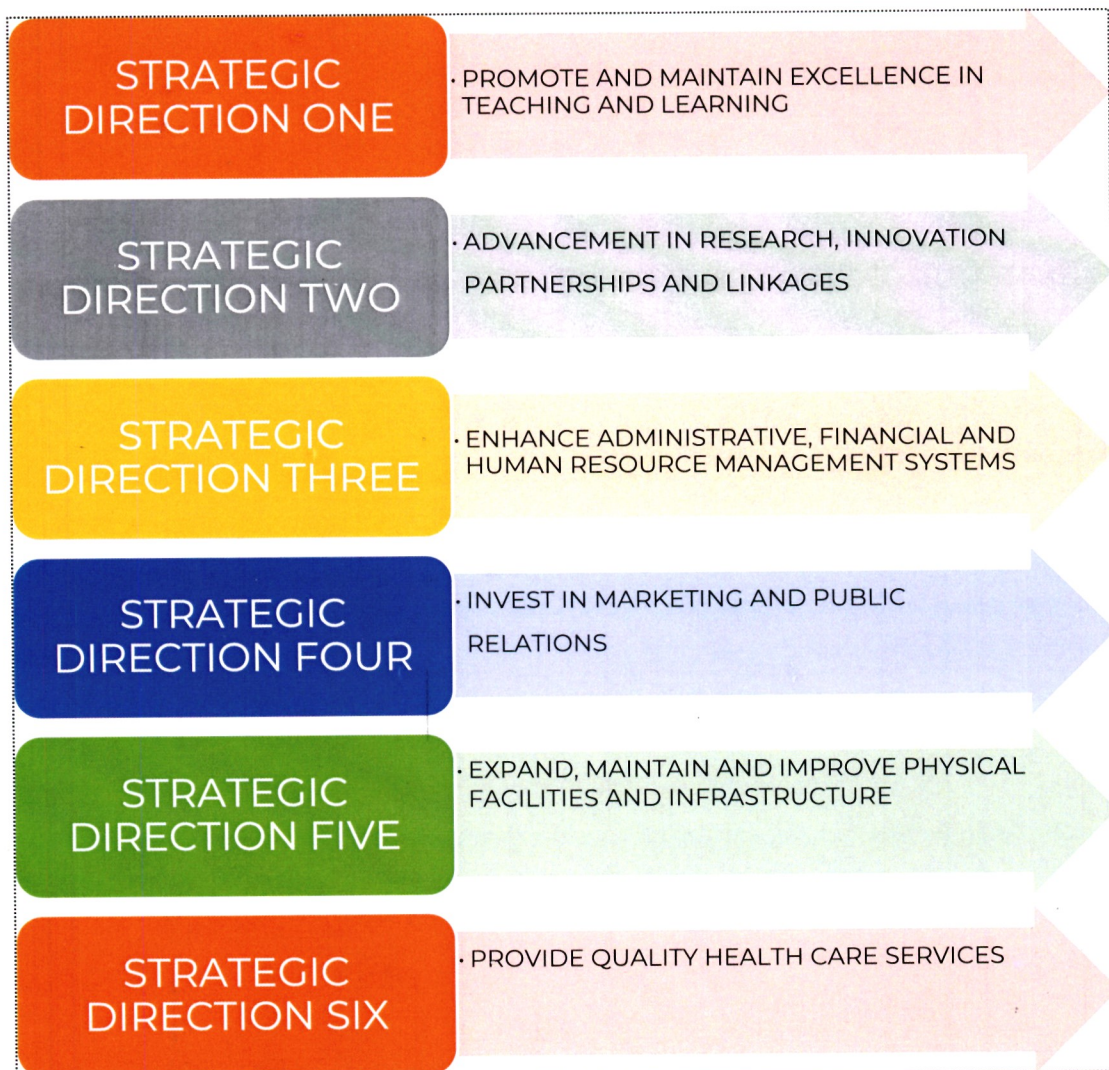 STRATEGIC
DIRECTION ONE
· PROMOTE AND MAINTAIN EXCELLENCE IN
TEACHING AND LEARNING
STRATEGIC
DIRECTION TWO
· ADVANCEMENT IN RESEARCH, INNOVATION
PARTNERSHIPS AND LINKAGES
STRATEGIC
DIRECTION THREE
· ENHANCE ADMINISTRATIVE, FINANCIAL AND
HUMAN RESOURCE MANAGEMENT SYSTEMS
STRATEGIC
DIRECTION FOUR
· INVEST IN MARKETING AND PUBLIC
RELATIONS
STRATEGIC
DIRECTION FIVE
· EXPAND, MAINTAIN AND IMPROVE PHYSICAL
FACILITIES AND INFRASTRUCTURE
STRATEGIC
DIRECTION SIX
· PROVIDE QUALITY HEALTH CARE SERVICES